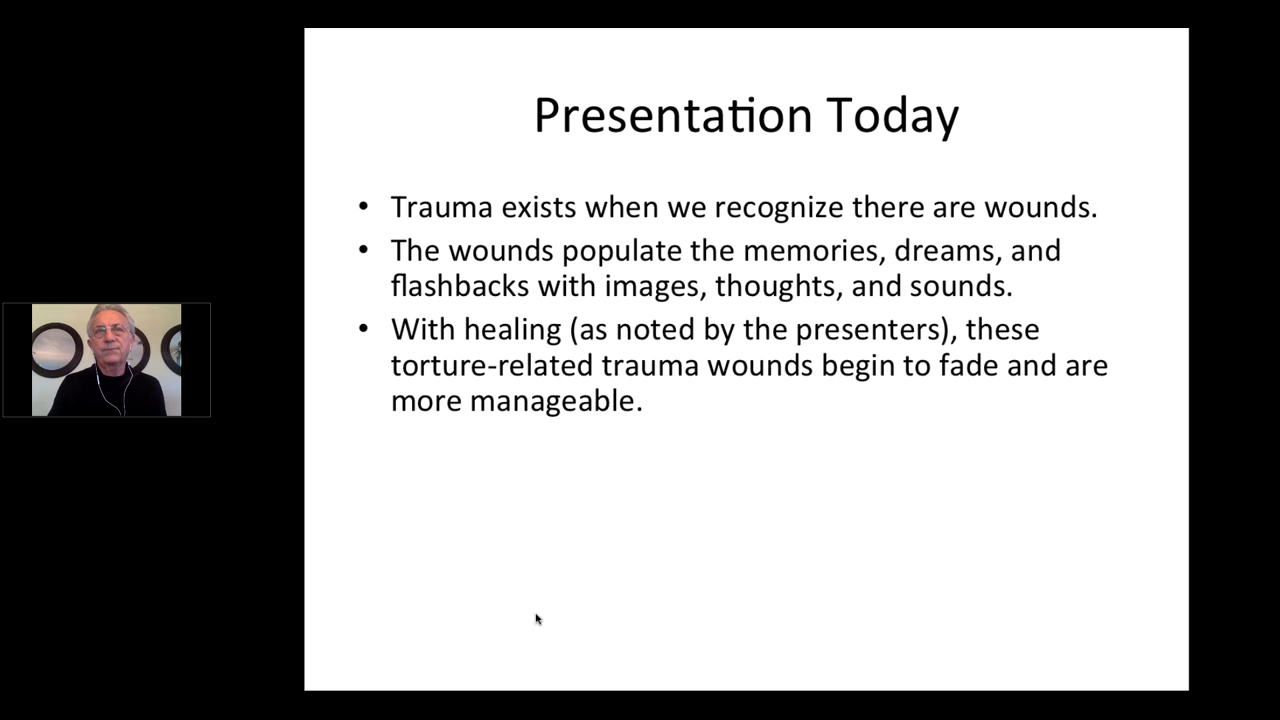 Presentation Today
• Trauma exists when we recognize there are wounds.
• The wounds populate the memories, dreams, and
flashbacks with images, thoughts, and sounds.
• With healing (as noted by the presenters), these
torture-related trauma wounds begin to fade and are
more manageable.